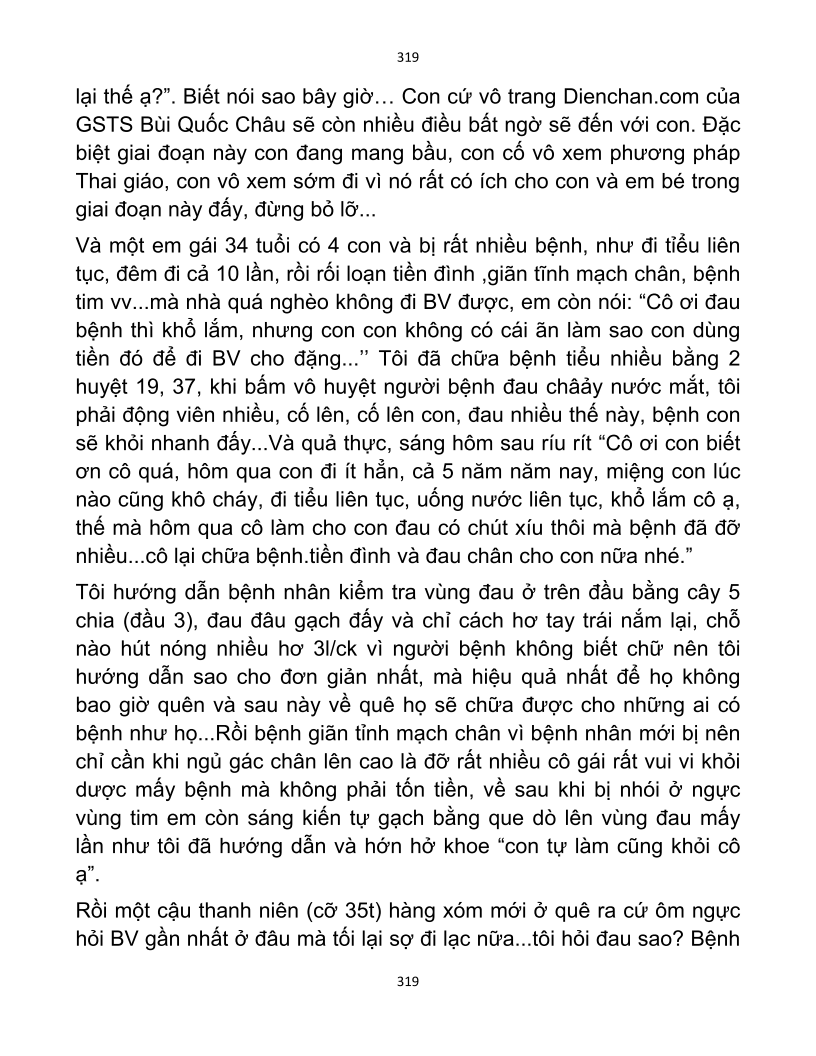 319
lại thế ạ?”. Biết nói sao bây giờ… Con cứ vô trang Dienchan.com của
GSTS Bùi Quốc Châu sẽ còn nhiều điều bất ngờ sẽ đến với con. Đặc
biệt giai đoạn này con đang mang bầu, con cố vô xem phương pháp
Thai giáo, con vô xem sớm đi vì nó rất có ích cho con và em bé trong
giai đoạn này đấy, đừng bỏ lỡ...
Và một em gái 34 tuổi có 4 con và bị rất nhiều bệnh, như đi tỉểu liên
tục, đêm đi cả 10 lần, rồi rối loạn tiền đình ,giãn tĩnh mạch chân, bệnh
tim vv...mà nhà quá nghèo không đi BV được, em còn nói: “Cô ơi đau
bệnh thì khổ lắm, nhưng con con không có cái ăn làm sao con dùng
tiền đó để đi BV cho đặng...’’ Tôi đã chữa bệnh tiểu nhiều bằng 2
huyệt 19, 37, khi bấm vô huyệt người bệnh đau chââỷ nước mắt, tôi
phải động viên nhiều, cố lên, cố lên con, đau nhiều thế này, bệnh con
sẽ khỏi nhanh đấy...Và quả thực, sáng hôm sau ríu rít “Cô ơi con biết
ơn cô quá, hôm qua con đi ít hẳn, cả 5 năm năm nay, miệng con lúc
nào cũng khô cháy, đi tiểu liên tục, uống nước liên tục, khổ lắm cô ạ,
thế mà hôm qua cô làm cho con đau có chút xíu thôi mà bệnh đã đỡ
nhiều...cô lại chữa bệnh.tiền đình và đau chân cho con nữa nhé.”
Tôi hướng dẫn bệnh nhân kiểm tra vùng đau ở trên đầu bằng cây 5
chia (đầu 3), đau đâu gạch đấy và chỉ cách hơ tay trái nắm lại, chỗ
nào hút nóng nhiều hơ 3l/ck vì người bệnh không biết chữ nên tôi
hướng dẫn sao cho đơn giản nhất, mà hiệu quả nhất để họ không
bao giờ quên và sau này về quê họ sẽ chữa được cho những ai có
bệnh như họ...Rồi bệnh giãn tỉnh mạch chân vì bệnh nhân mới bị nên
chỉ cần khi ngủ gác chân lên cao là đỡ rất nhiều cô gái rất vui vi khỏi
dược mấy bệnh mà không phải tốn tiền, về sau khi bị nhói ở ngực
vùng tim em còn sáng kiến tự gạch bằng que dò lên vùng đau mấy
lần như tôi đã hướng dẫn và hớn hở khoe “con tự làm cũng khỏi cô
ạ”.
Rồi một cậu thanh niên (cỡ 35t) hàng xóm mới ở quê ra cứ ôm ngực
hỏi BV gần nhất ở đâu mà tối lại sợ đi lạc nữa...tôi hỏi đau sao? Bệnh
319